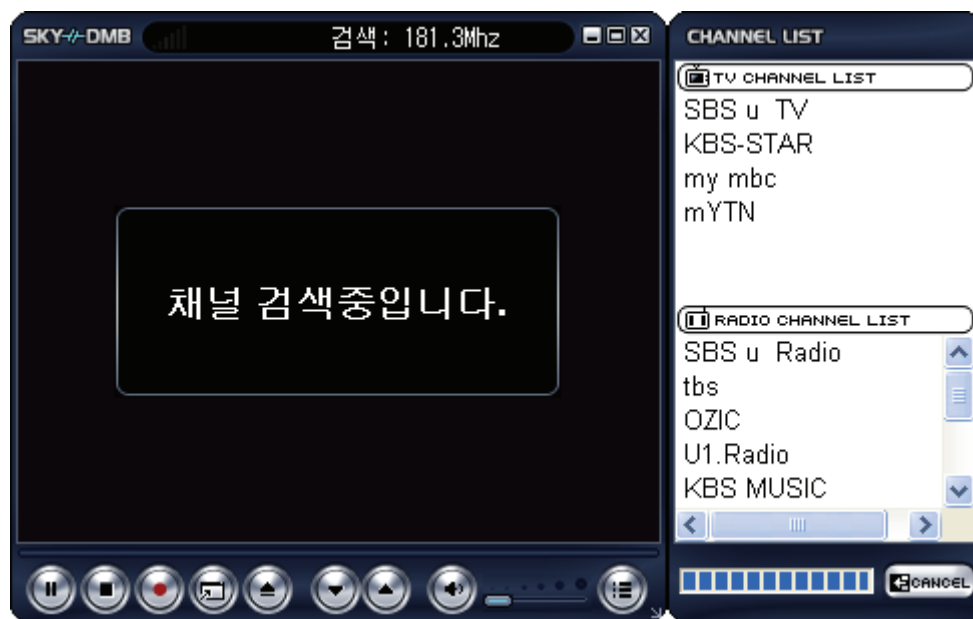 SKY DMB
검색: 181.3Mhz
채널 검색중입니다.
CHANNEL LIST
TV CHANNEL LIST
SBS u TV
KBS-STAR
my mbc
mYTN
RADIO CHANNEL LIST
SBS u Radio
tbs
OZIC
U1.Radio
KBS MUSIC
CANCEL